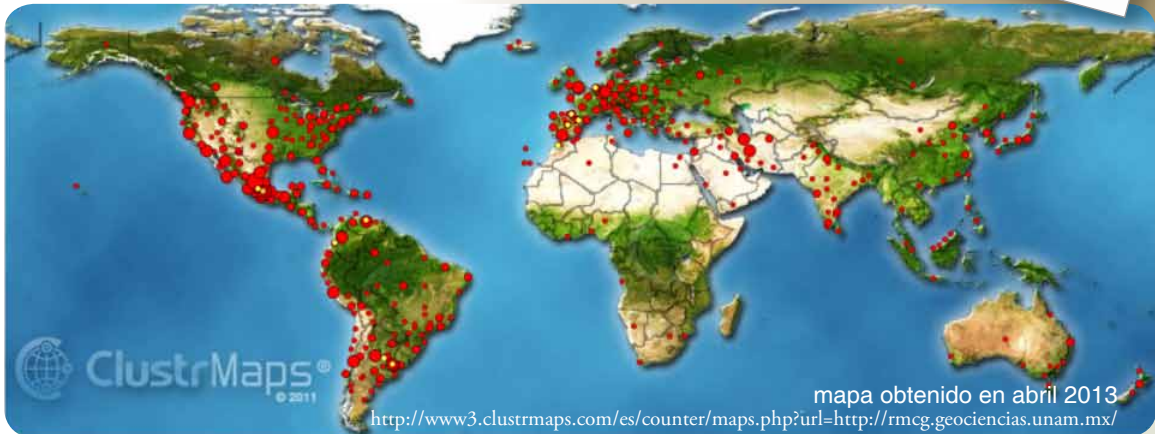 ClustrMaps®
© 2011
mapa obtenido en abril 2013
http://www3.clustrmaps.com/es/counter/maps.php?url=http://rmcg.geociencias.unam.mx/